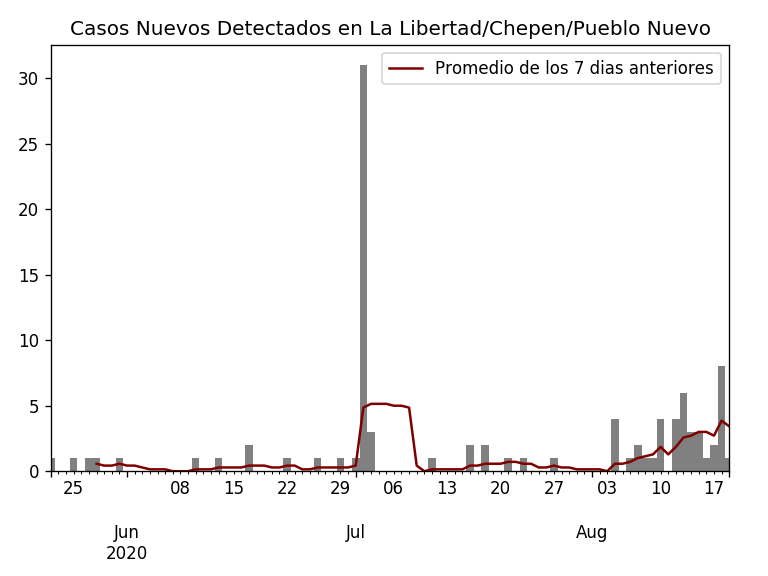 Casos Nuevos Detectados en La Libertad/Chepen/Pueblo Nuevo
Promedio de los 7 dias anteriores
30
25
20
15
10
5
0
25 08 15 22 29 06 13 20 27 03 10 17
Jun Jul Aug
2020